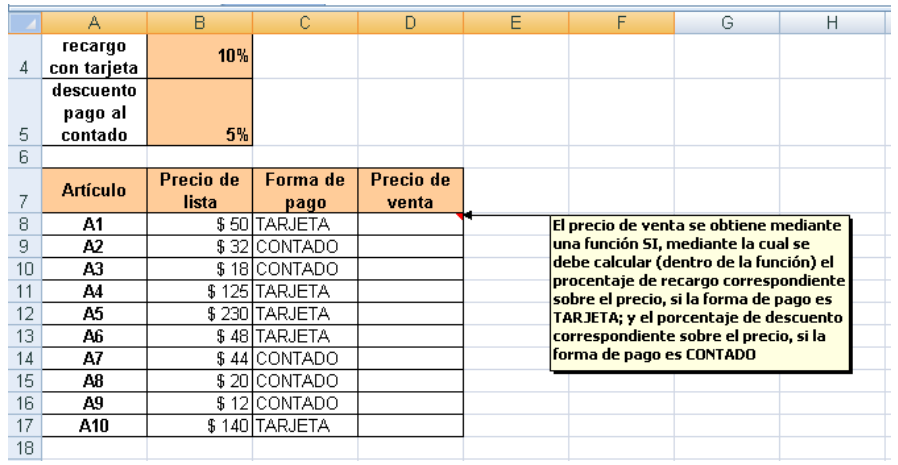 A B C D E F G H
4 recargo con tarjeta 10%
5 descuento pago al contado 5%
6
7 Artículo Precio de lista Forma de pago Precio de venta
8 A1 $ 50 TARJETA
9 A2 $ 32 CONTADO
10 A3 $ 18 CONTADO
11 A4 $ 125 TARJETA
12 A5 $ 230 TARJETA
13 A6 $ 48 TARJETA
14 A7 $ 44 CONTADO
15 A8 $ 20 CONTADO
16 A9 $ 12 CONTADO
17 A10 $ 140 TARJETA
18
El precio de venta se obtiene mediante
una función SI, mediante la cual se
debe calcular (dentro de la función) el
procentaje de recargo correspondiente
sobre el precio, si la forma de pago es
TARJETA; y el porcentaje de descuento
correspondiente sobre el precio, si la
forma de pago es CONTADO